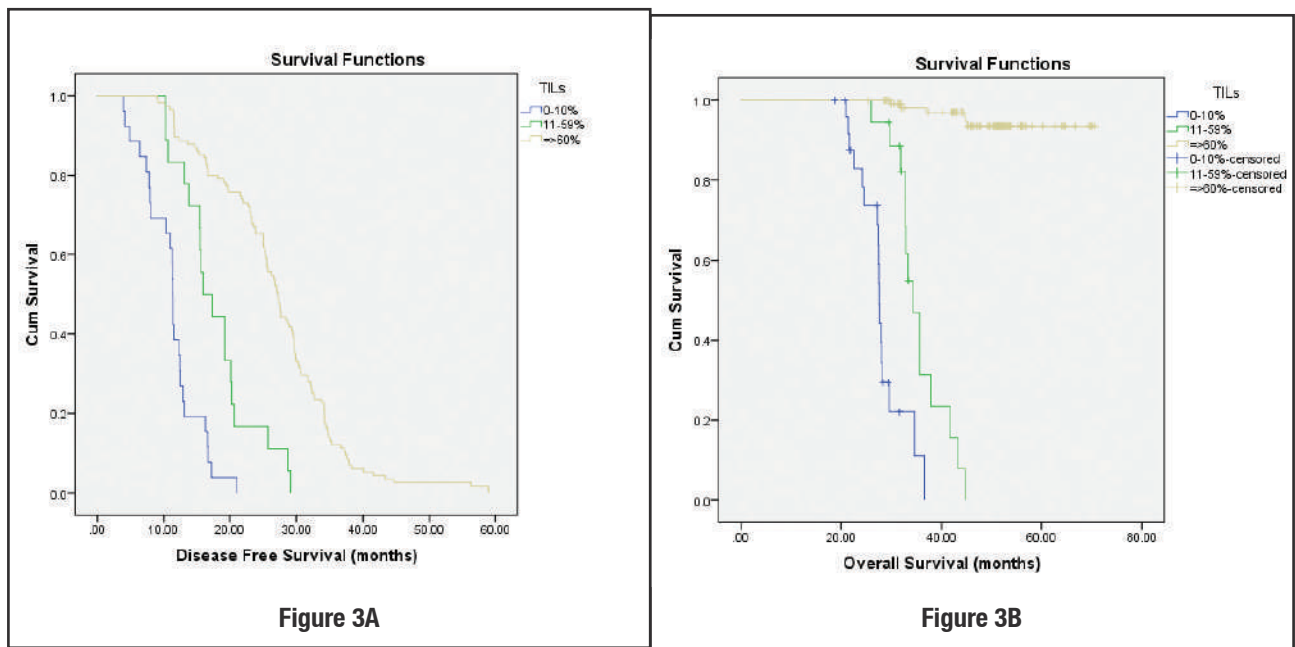 Survival Functions
TILs
0-10%
11-59%
=>60%
1.0
0.8
0.6
0.4
0.2
0.0
Cum Survival
.00 10.00 20.00 30.00 40.00 50.00 60.00
Disease Free Survival (months)
Figure 3A
Survival Functions
TILs
0-10%
11-59%
=>60%
0-10%-censored
11-59%-censored
=>60%-censored
1.0
0.8
0.6
0.4
0.2
0.0
Cum Survival
.00 20.00 40.00 60.00 80.00
Overall Survival (months)
Figure 3B